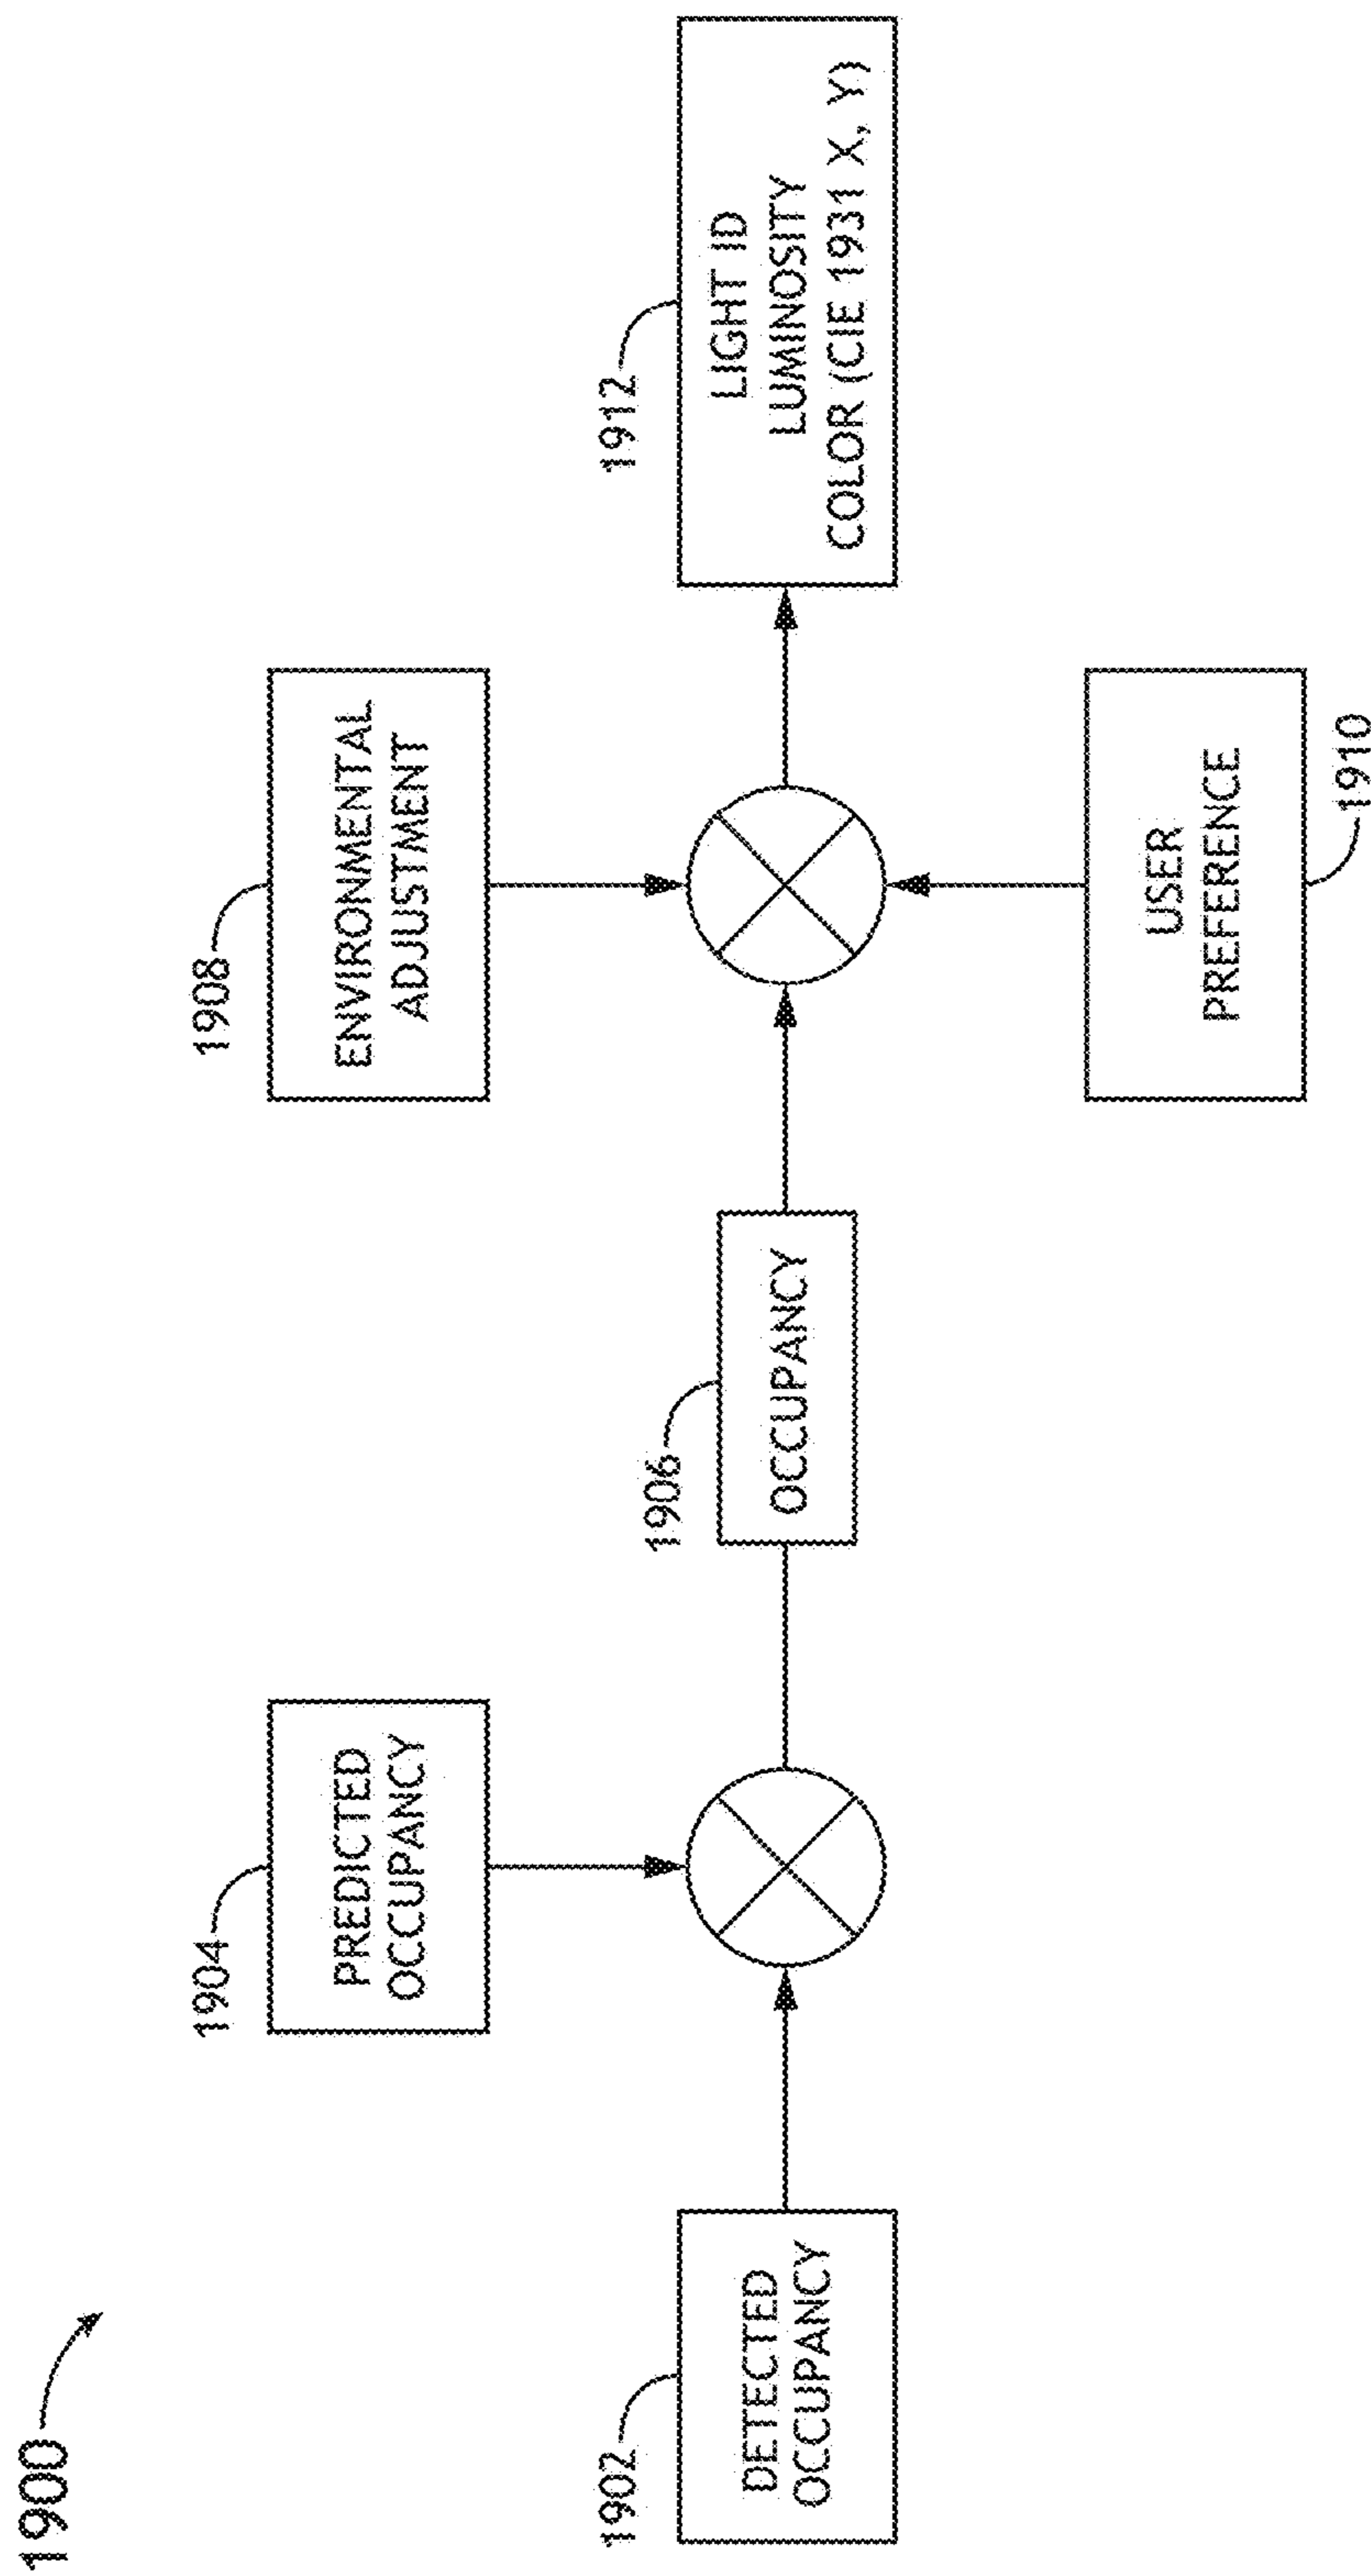 1900
1902
DETECTED
OCCUPANCY
1904
PREDICTED
OCCUPANCY
1906
OCCUPANCY
1908
ENVIRONMENTAL
ADJUSTMENT
USER
PREFERENCE
1910
1912
LIGHT ID
LUMINOSITY
COLOR (CIE 1931 X, Y)